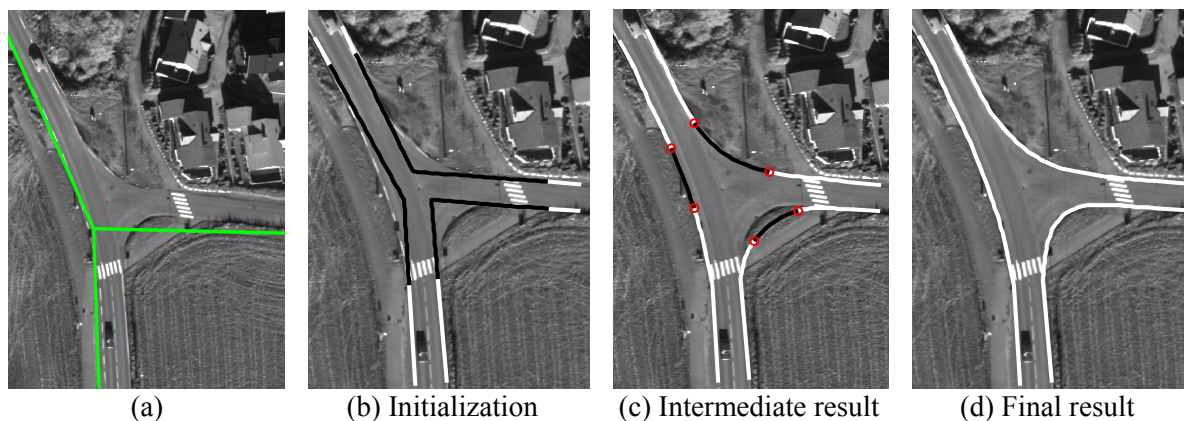 (a) (b) Initialization (c) Intermediate result (d) Final result